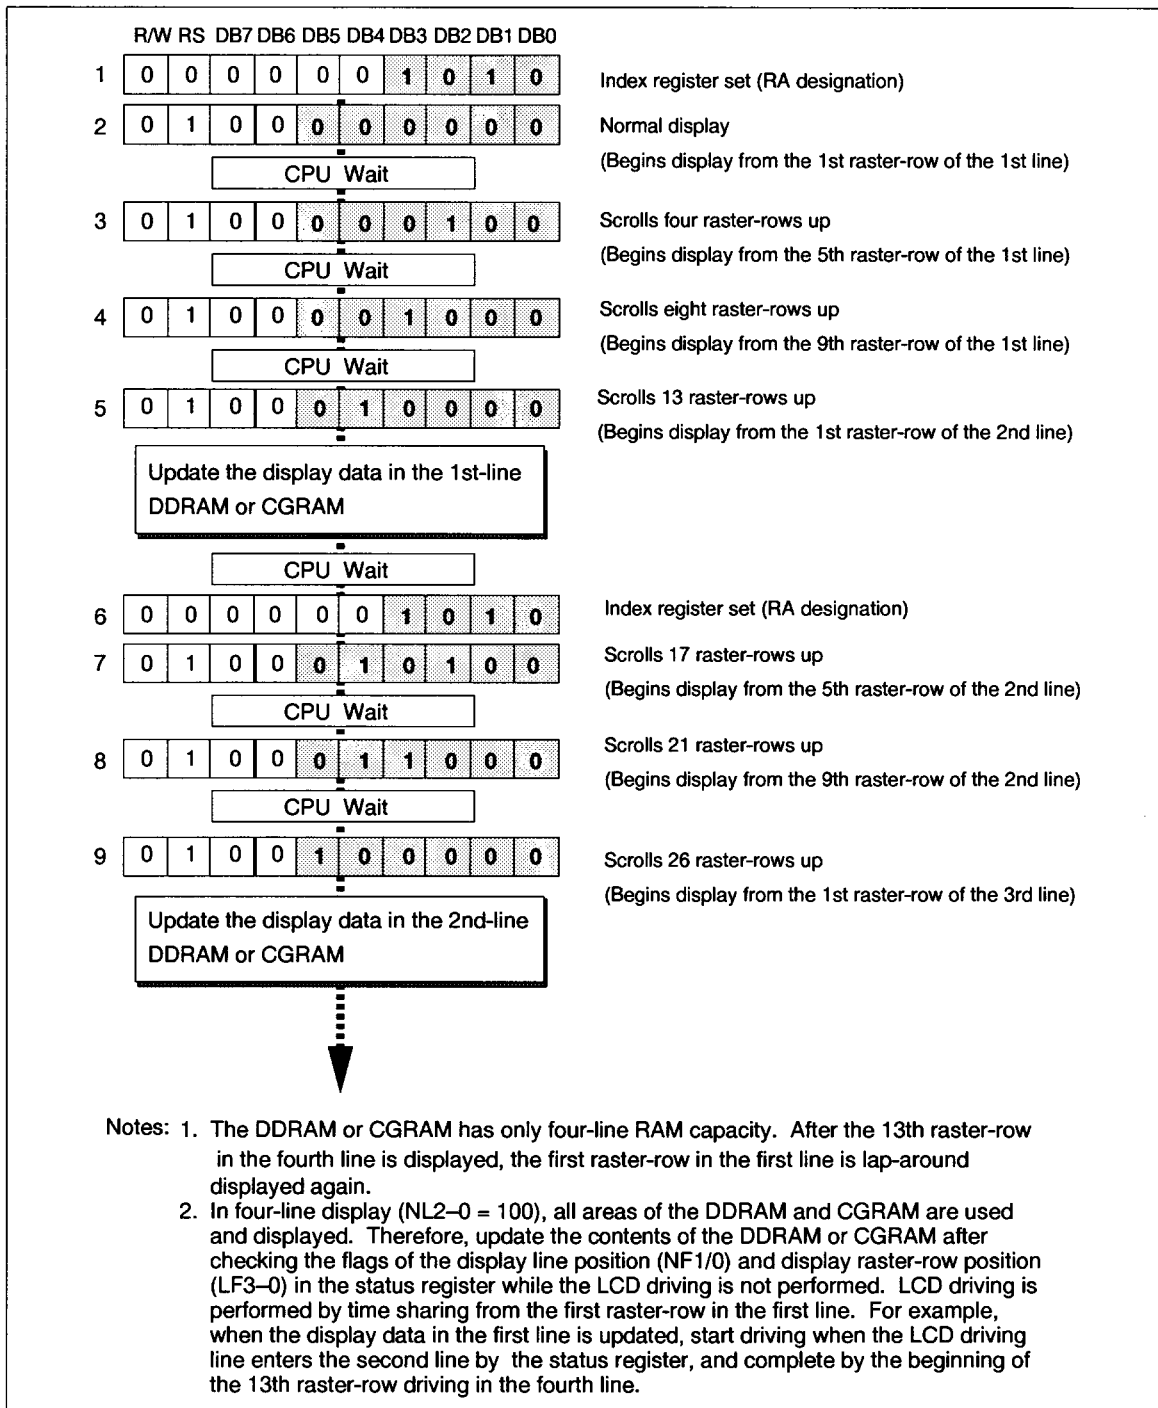 R/W RS DB7 DB6 DB5 DB4 DB3 DB2 DB1 DB0
1 0 0 0 0 0 0 1 0 1 0 Index register set (RA designation)
2 0 1 0 0 0 0 0 0 0 0 Normal display
(Begins display from the 1st raster-row of the 1st line)
CPU Wait
3 0 1 0 0 0 0 0 1 0 0 Scrolls four raster-rows up
(Begins display from the 5th raster-row of the 1st line)
CPU Wait
4 0 1 0 0 0 0 1 0 0 0 Scrolls eight raster-rows up
(Begins display from the 9th raster-row of the 1st line)
CPU Wait
5 0 1 0 0 0 1 0 0 0 0 Scrolls 13 raster-rows up
(Begins display from the 1st raster-row of the 2nd line)
Update the display data in the 1st-line
DDRAM or CGRAM
CPU Wait
6 0 0 0 0 0 0 1 0 1 0 Index register set (RA designation)
7 0 1 0 0 0 1 0 1 0 0 Scrolls 17 raster-rows up
(Begins display from the 5th raster-row of the 2nd line)
CPU Wait
8 0 1 0 0 0 1 1 0 0 0 Scrolls 21 raster-rows up
(Begins display from the 9th raster-row of the 2nd line)
CPU Wait
9 0 1 0 0 1 0 0 0 0 0 Scrolls 26 raster-rows up
(Begins display from the 1st raster-row of the 3rd line)
Update the display data in the 2nd-line
DDRAM or CGRAM
Notes: 1. The DDRAM or CGRAM has only four-line RAM capacity. After the 13th raster-row
in the fourth line is displayed, the first raster-row in the first line is lap-around
displayed again.
2. In four-line display (NL2–0 = 100), all areas of the DDRAM and CGRAM are used
and displayed. Therefore, update the contents of the DDRAM or CGRAM after
checking the flags of the display line position (NF1/0) and display raster-row position
(LF3–0) in the status register while the LCD driving is not performed. LCD driving is
performed by time sharing from the first raster-row in the first line. For example,
when the display data in the first line is updated, start driving when the LCD driving
line enters the second line by the status register, and complete by the beginning of
the 13th raster-row driving in the fourth line.